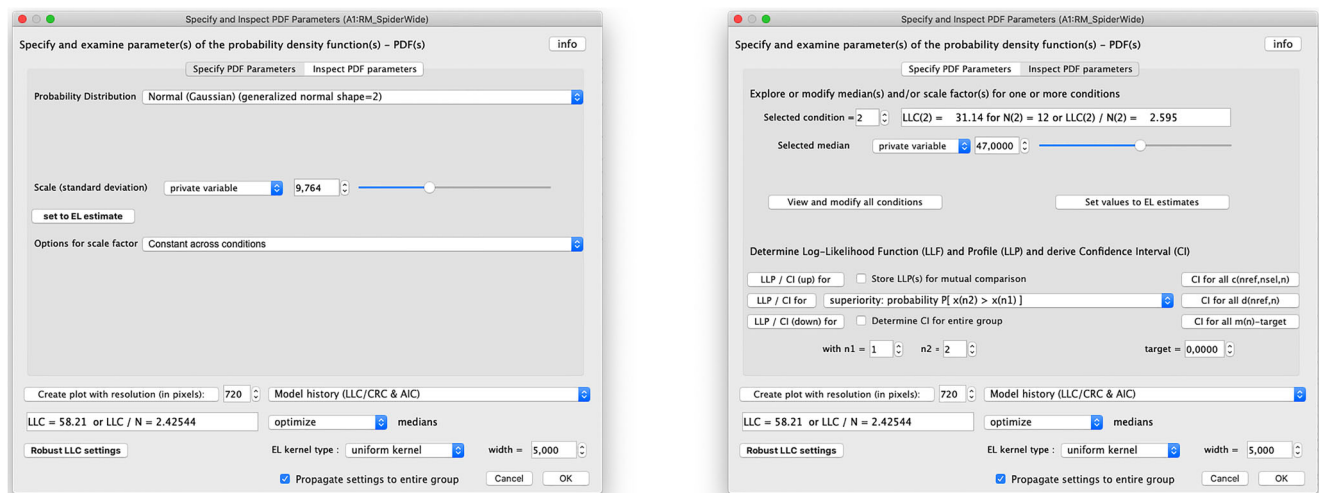 Specify and Inspect PDF Parameters (A1:RM_SpiderWide)
Specify and examine parameter(s) of the probability density function(s) – PDF(s)
info
Specify PDF Parameters
Inspect PDF parameters
Probability Distribution
Normal (Gaussian) (generalized normal shape=2)
Scale (standard deviation)
private variable
9,764
set to EL estimate
Options for scale factor
Constant across conditions
Create plot with resolution (in pixels):
720
Model history (LLC/CRC & AIC)
LLC = 58.21 or LLC / N = 2.42544
optimize
medians
Robust LLC settings
EL kernel type :
uniform kernel
width =
5,000
Propagate settings to entire group
Cancel
OK
Specify and Inspect PDF Parameters (A1:RM_SpiderWide)
Specify and examine parameter(s) of the probability density function(s) – PDF(s)
info
Specify PDF Parameters
Inspect PDF parameters
Explore or modify median(s) and/or scale factor(s) for one or more conditions
Selected condition =
2
LLC(2) = 31.14 for N(2) = 12 or LLC(2) / N(2) = 2.595
Selected median
private variable
47,0000
View and modify all conditions
Set values to EL estimates
Determine Log-Likelihood Function (LLF) and Profile (LLP) and derive Confidence Interval (CI)
LLP / CI (up) for
Store LLP(s) for mutual comparison
CI for all c(nref,nsel,n)
LLP / CI for
superiority: probability P[ x(n2) > x(n1) ]
CI for all d(nref,n)
LLP / CI (down) for
Determine CI for entire group
CI for all m(n)-target
with n1 =
1
n2 =
2
target =
0,0000
Create plot with resolution (in pixels):
720
Model history (LLC/CRC & AIC)
LLC = 58.21 or LLC / N = 2.42544
optimize
medians
Robust LLC settings
EL kernel type :
uniform kernel
width =
5,000
Propagate settings to entire group
Cancel
OK